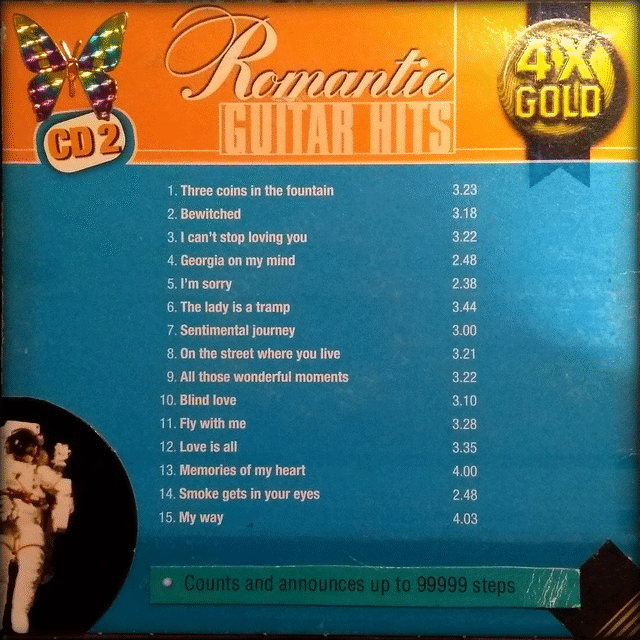 Romantic
GUITAR HITS
4X
GOLD
CD 2
1. Three coins in the fountain 3.23
2. Bewitched 3.18
3. I can't stop loving you 3.22
4. Georgia on my mind 2.48
5. I'm sorry 2.38
6. The lady is a tramp 3.44
7. Sentimental journey 3.00
8. On the street where you live 3.21
9. All those wonderful moments 3.22
10. Blind love 3.10
11. Fly with me 3.28
12. Love is all 3.35
13. Memories of my heart 4.00
14. Smoke gets in your eyes 2.48
15. My way 4.03
Counts and announces up to 99999 steps